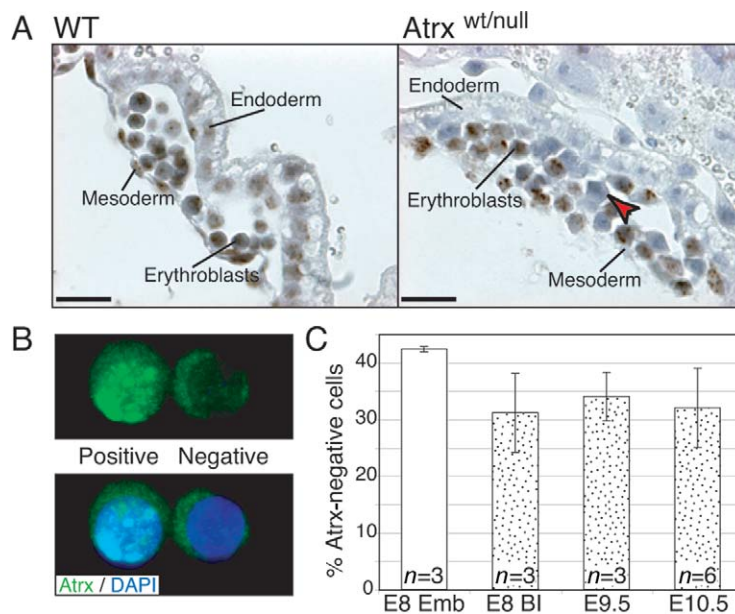 A WT
Atrx wt/null
Endoderm
Mesoderm
Erythroblasts
Endoderm
Erythroblasts
Mesoderm
B
Positive Negative
Atrx / DAPI
C
% Atrx-negative cells
40
30
20
10
0
n=3 n=3 n=3 n=6
E8 Emb E8 BI E9.5 E10.5